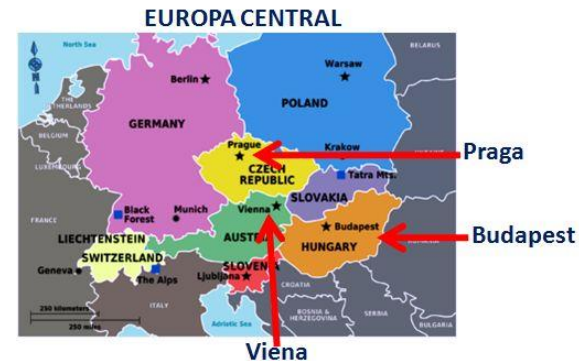 EUROPA CENTRAL
North Sea
BELARUS
Warsaw
Berlin
THE
NETHERLANDS
POLAND
GERMANY
BELGIUM
Prague
Krakow
Praga
LUXEMBOURG
CZECH
REPUBLIC
Tatra Mts.
SLOVAKIA
Black
Forest
Munich
Vienna
FRANCE
Budapest
Budapest
LIECHTENSTEIN
AUSTRIA
HUNGARY
SWITZERLAND
Geneva
The Alps
SLOVENIA
Ljubljana
CROATIA
ITALY
250 kilometers
250 miles
BOSNIA &
HERZEGOVINA
SERBIA
Adriatic Sea
BULGARIA
Viena